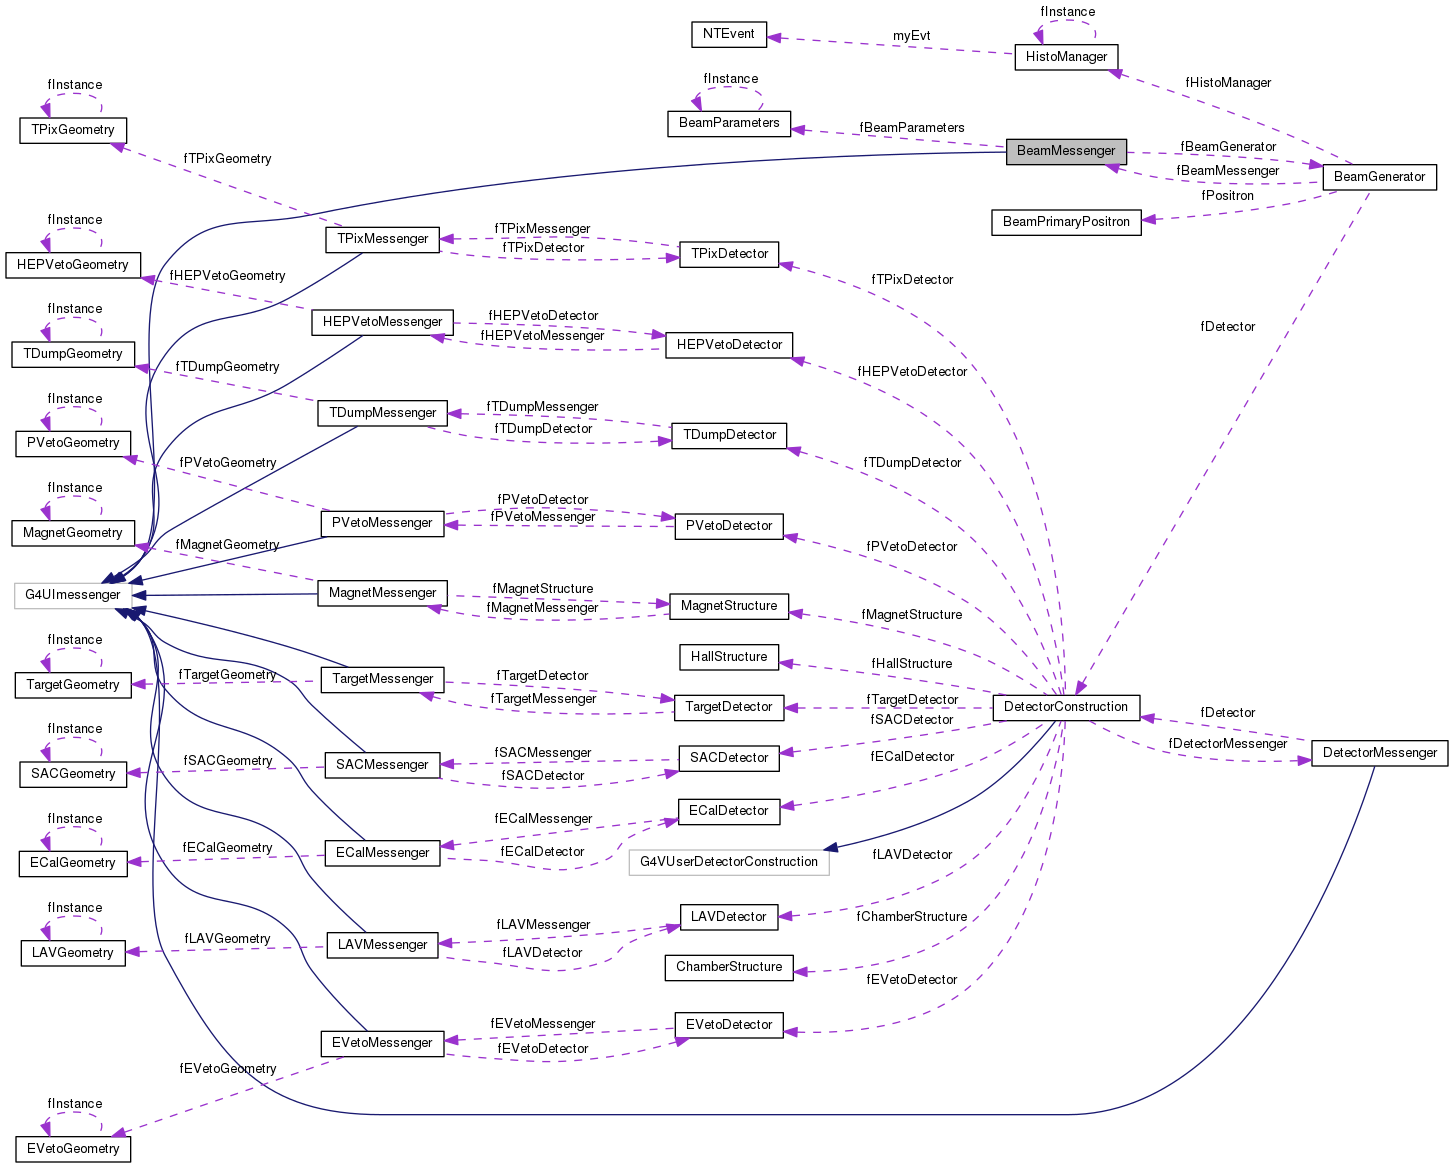 fInstance
NTEvent
myEvt
HistoManager
fInstance
TPixGeometry
fInstance
BeamParameters
fHistoManager
fBeamParameters
BeamMessenger
fBeamGenerator
fBeamMessenger
BeamGenerator
fTPixGeometry
fPositron
BeamPrimaryPositron
fInstance
HEPVetoGeometry
TPixMessenger
fTPixMessenger
fTPixDetector
TPixDetector
fTPixDetector
fHEPVetoGeometry
fInstance
TDumpGeometry
HEPVetoMessenger
fHEPVetoDetector
fHEPVetoMessenger
HEPVetoDetector
fDetector
fHEPVetoDetector
fTDumpGeometry
fInstance
PVetoGeometry
TDumpMessenger
fTDumpMessenger
fTDumpDetector
TDumpDetector
fTDumpDetector
fPVetoGeometry
fInstance
MagnetGeometry
PVetoMessenger
fPVetoDetector
fPVetoMessenger
PVetoDetector
fPVetoDetector
fMagnetGeometry
G4UImessenger
MagnetMessenger
fMagnetStructure
fMagnetMessenger
MagnetStructure
fMagnetStructure
fInstance
TargetGeometry
fTargetGeometry
TargetMessenger
fTargetDetector
fTargetMessenger
HallStructure
fHallStructure
TargetDetector
fTargetDetector
DetectorConstruction
fSACDetector
fDetector
fDetectorMessenger
DetectorMessenger
fInstance
SACGeometry
fSACGeometry
SACMessenger
fSACMessenger
fSACDetector
SACDetector
fECalDetector
fInstance
ECalGeometry
fECalGeometry
ECalMessenger
fECalMessenger
fECalDetector
ECalDetector
G4VUserDetectorConstruction
fLAVDetector
fInstance
LAVGeometry
fLAVGeometry
LAVMessenger
fLAVMessenger
fLAVDetector
LAVDetector
fChamberStructure
ChamberStructure
fEVetoDetector
EVetoMessenger
fEVetoMessenger
fEVetoDetector
EVetoDetector
fEVetoGeometry
fInstance
EVetoGeometry